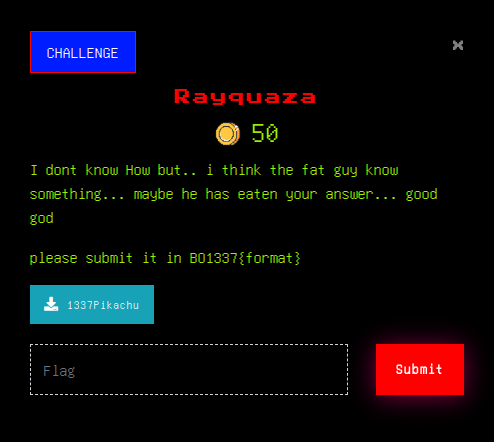 CHALLENGE
×
Rayquaza
50
I dont know How but.. i think the fat guy know
something... maybe he has eaten your answer... good
god
please submit it in BO1337{format}
1337Pikachu
Flag
Submit